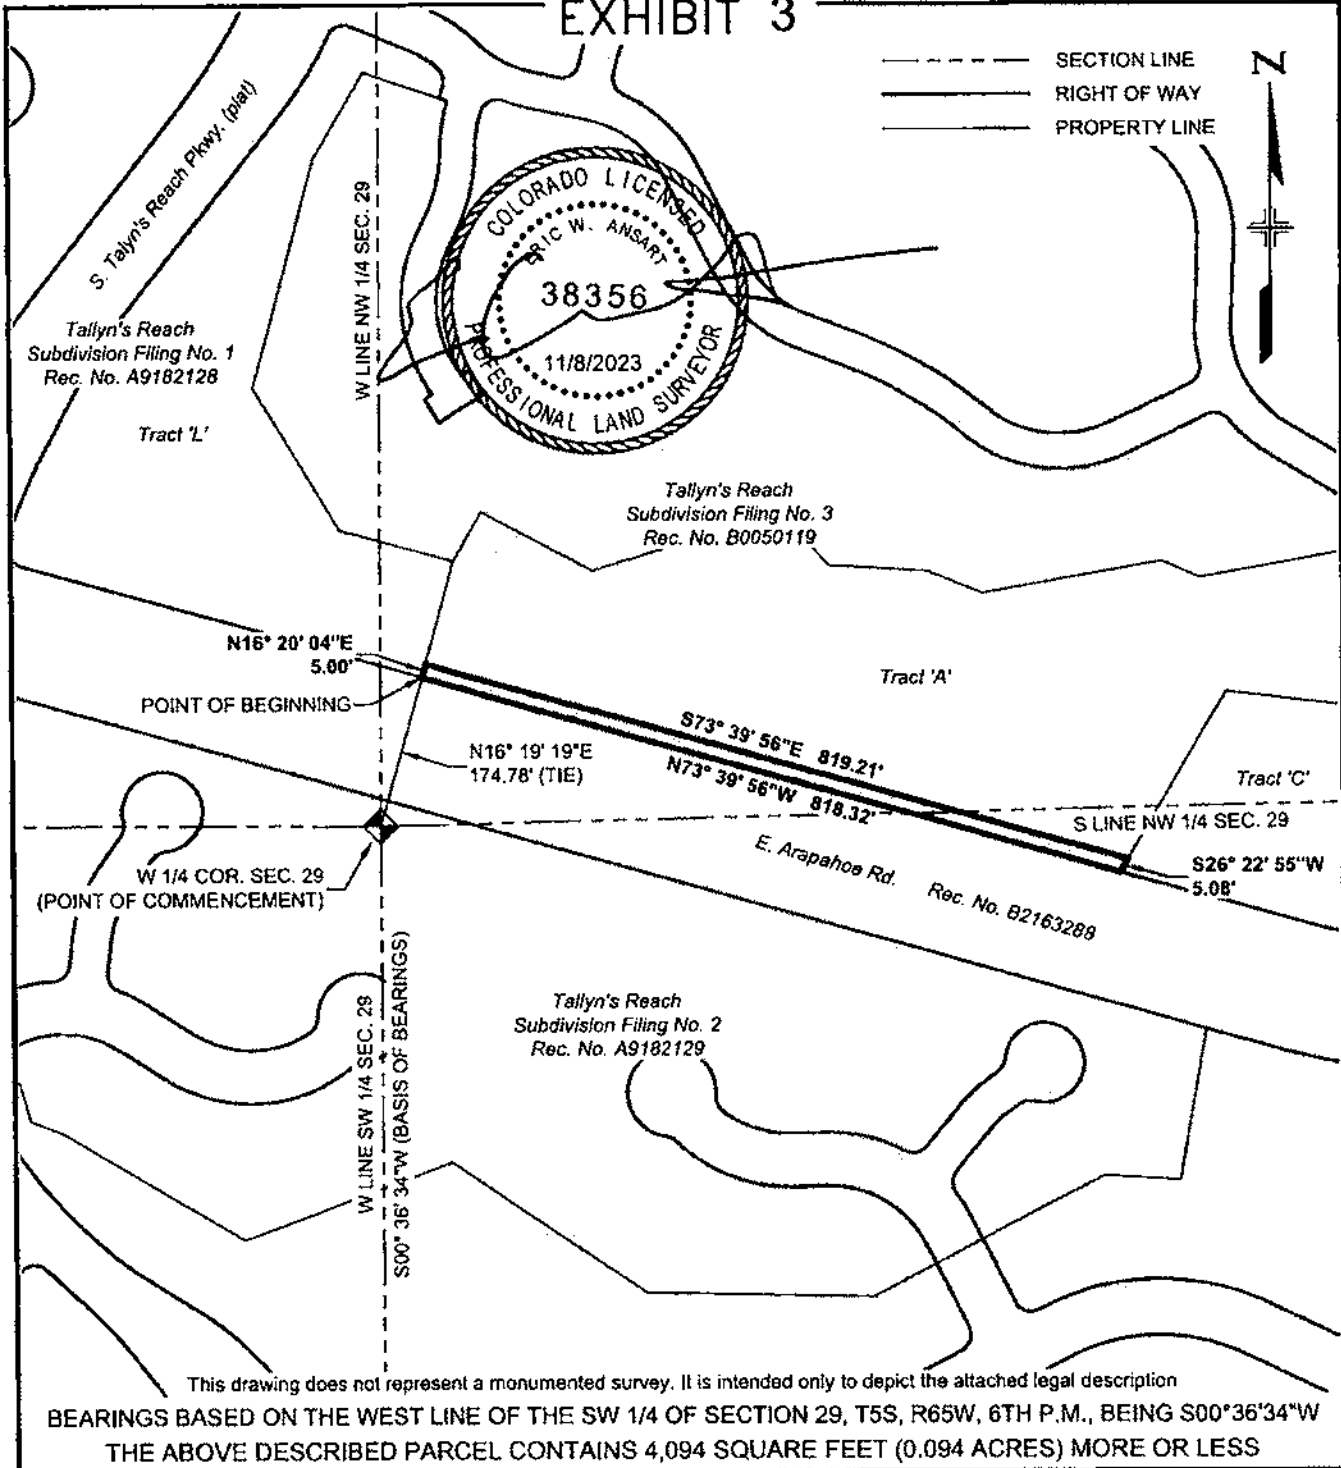 EXHIBIT 3
SECTION LINE
RIGHT OF WAY
PROPERTY LINE
N
S. Talyn's Reach Pkwy. (plat)
W LINE NW 1/4 SEC. 29
COLORADO LICENSED
ERIC W. ANSART
38356
11/8/2023
PROFESSIONAL LAND SURVEYOR
Tallyn's Reach
Subdivision Filing No. 1
Rec. No. A9182128
Tract 'L'
Tallyn's Reach
Subdivision Filing No. 3
Rec. No. B0050119
N16° 20' 04"E
5.00'
POINT OF BEGINNING
Tract 'A'
S73° 39' 56"E 819.21'
N73° 39' 56"W 818.32'
N16° 19' 19"E
174.78' (TIE)
Tract 'C'
S LINE NW 1/4 SEC. 29
S26° 22' 55"W
5.08'
E. Arapahoe Rd. Rec. No. B2163288
W 1/4 COR. SEC. 29
(POINT OF COMMENCEMENT)
W LINE SW 1/4 SEC. 29
S00° 36' 34"W (BASIS OF BEARINGS)
Tallyn's Reach
Subdivision Filing No. 2
Rec. No. A9182129
This drawing does not represent a monumented survey. It is intended only to depict the attached legal description
BEARINGS BASED ON THE WEST LINE OF THE SW 1/4 OF SECTION 29, T5S, R65W, 6TH P.M., BEING S00°36'34"W
THE ABOVE DESCRIBED PARCEL CONTAINS 4,094 SQUARE FEET (0.094 ACRES) MORE OR LESS